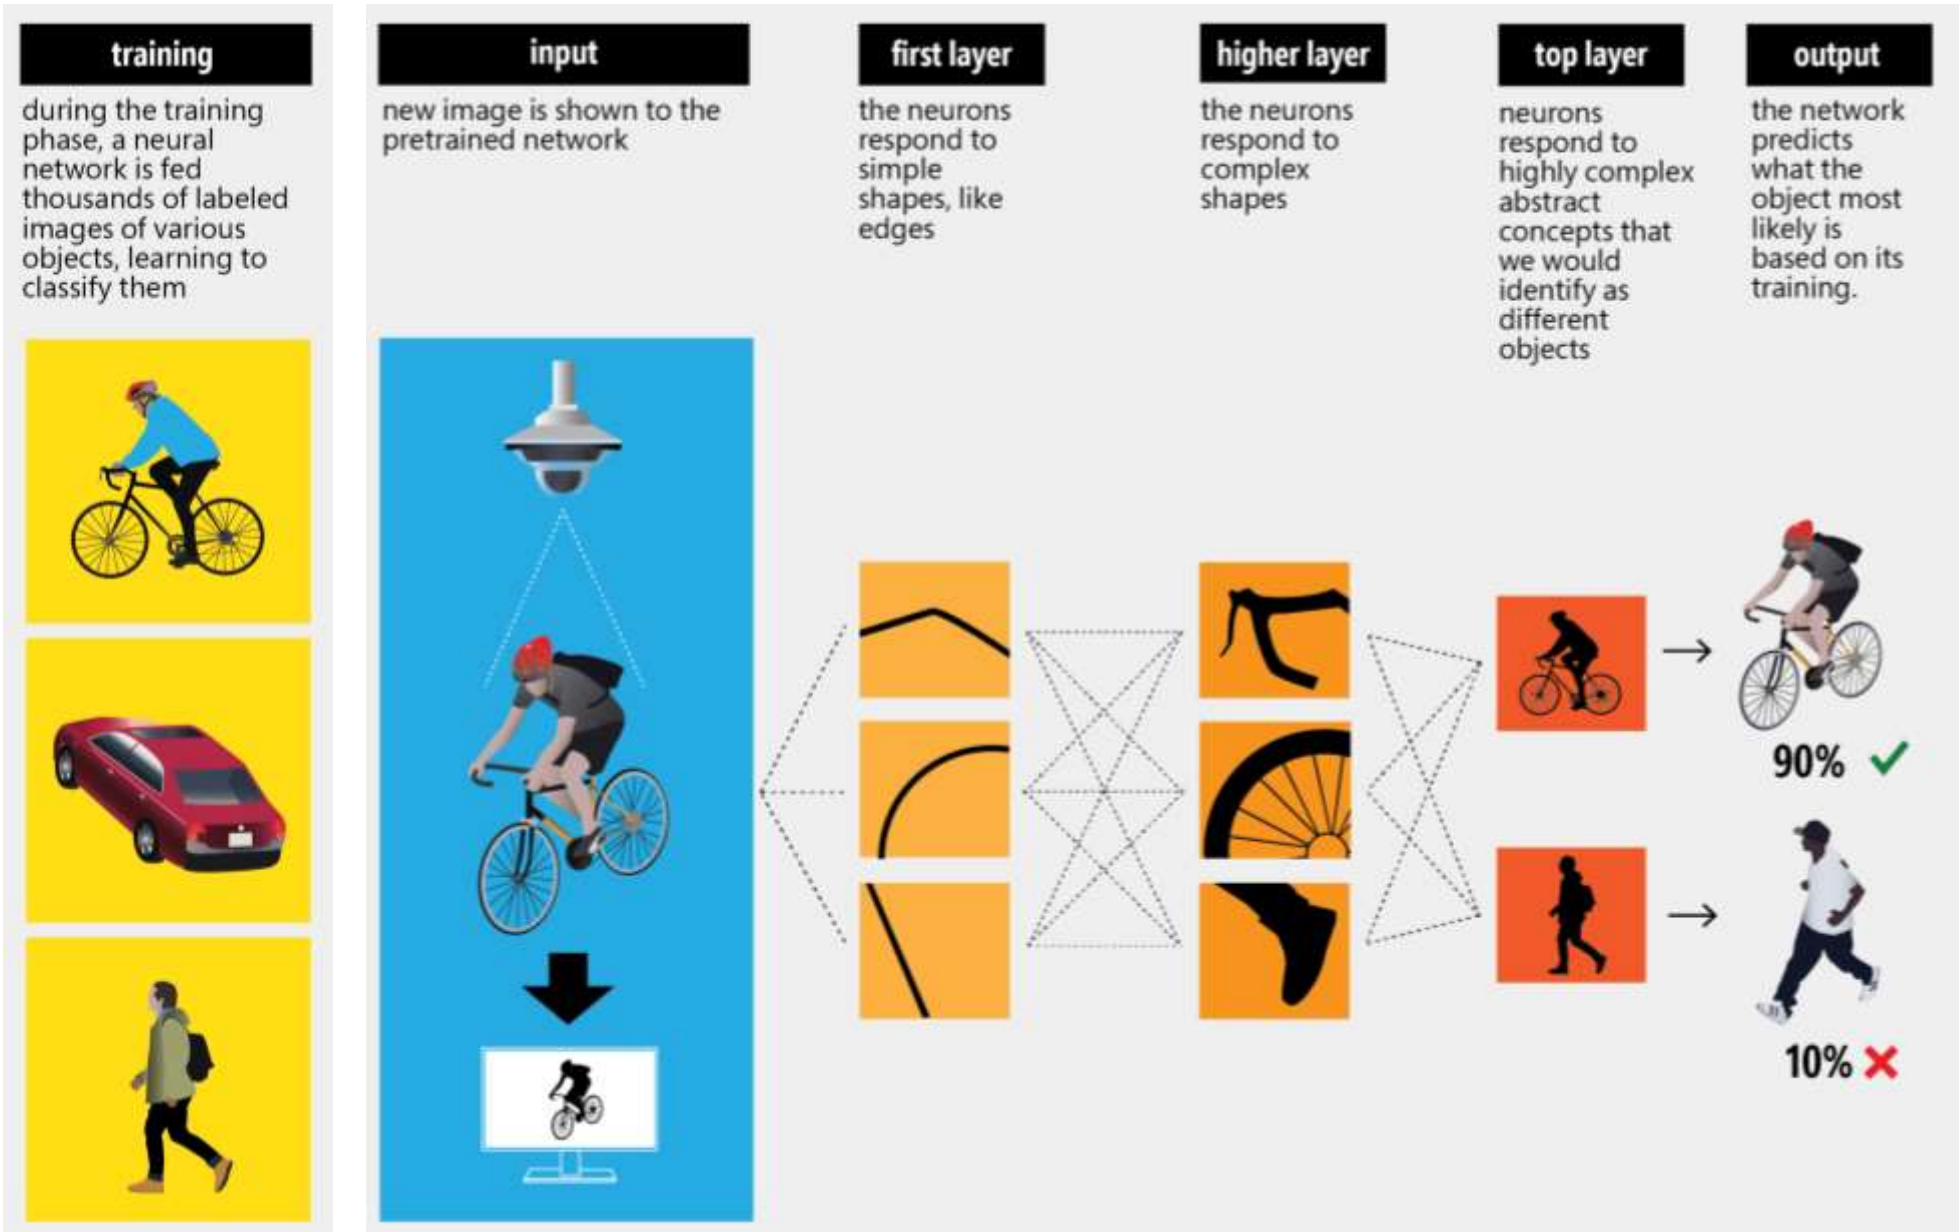 training
during the training
phase, a neural
network is fed
thousands of labeled
images of various
objects, learning to
classify them
input
new image is shown to the
pretrained network
first layer
the neurons
respond to
simple
shapes, like
edges
higher layer
the neurons
respond to
complex
shapes
top layer
neurons
respond to
highly complex
abstract
concepts that
we would
identify as
different
objects
output
the network
predicts
what the
object most
likely is
based on its
training.
90%
10%